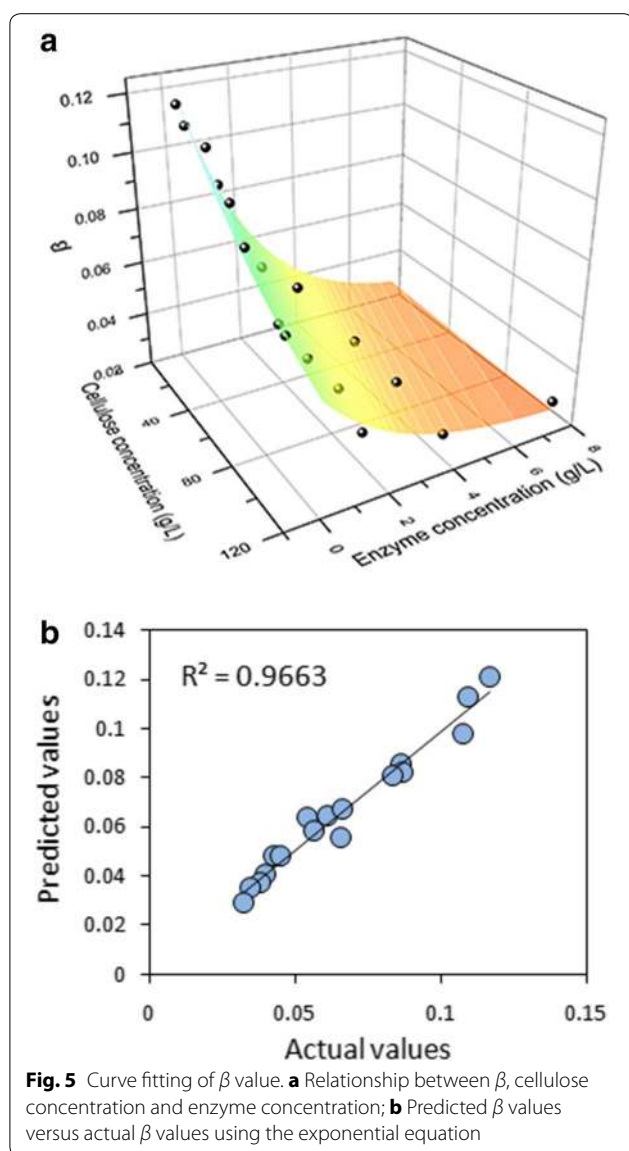 a
0.12
0.10
0.08
0.06
0.04
0.02
β
Cellulose concentration (g/L)
40
80
120
0
2
4
6
8
Enzyme concentration (g/L)
b
0.14
0.12
0.1
0.08
0.06
0.04
0.02
0
R² = 0.9663
Predicted values
0 0.05 0.1 0.15
Actual values
Fig. 5 Curve fitting of β value. a Relationship between β, cellulose
concentration and enzyme concentration; b Predicted β values
versus actual β values using the exponential equation